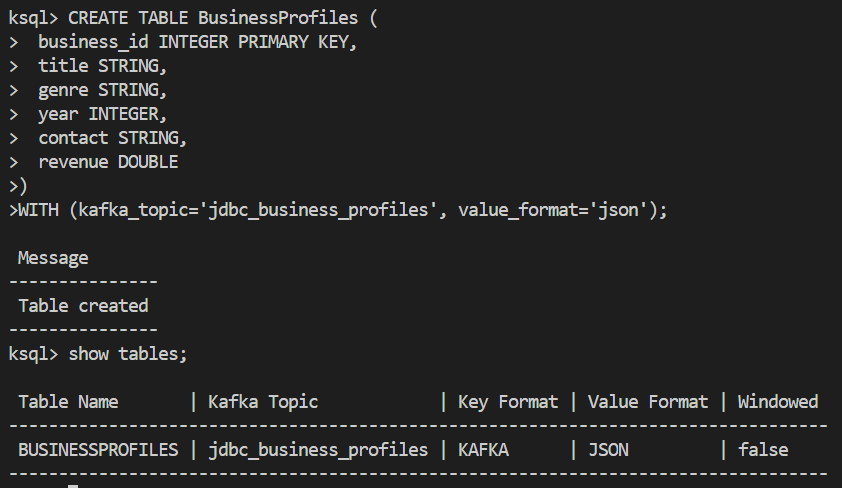 ksql> CREATE TABLE BusinessProfiles (
>  business_id INTEGER PRIMARY KEY,
>  title STRING,
>  genre STRING,
>  year INTEGER,
>  contact STRING,
>  revenue DOUBLE
>)
>WITH (kafka_topic='jdbc_business_profiles', value_format='json');
 Message
---------------
 Table created
---------------
ksql> show tables;
 Table Name       | Kafka Topic            | Key Format | Value Format | Windowed
----------------------------------------------------------------------------------
 BUSINESSPROFILES | jdbc_business_profiles | KAFKA      | JSON         | false
----------------------------------------------------------------------------------